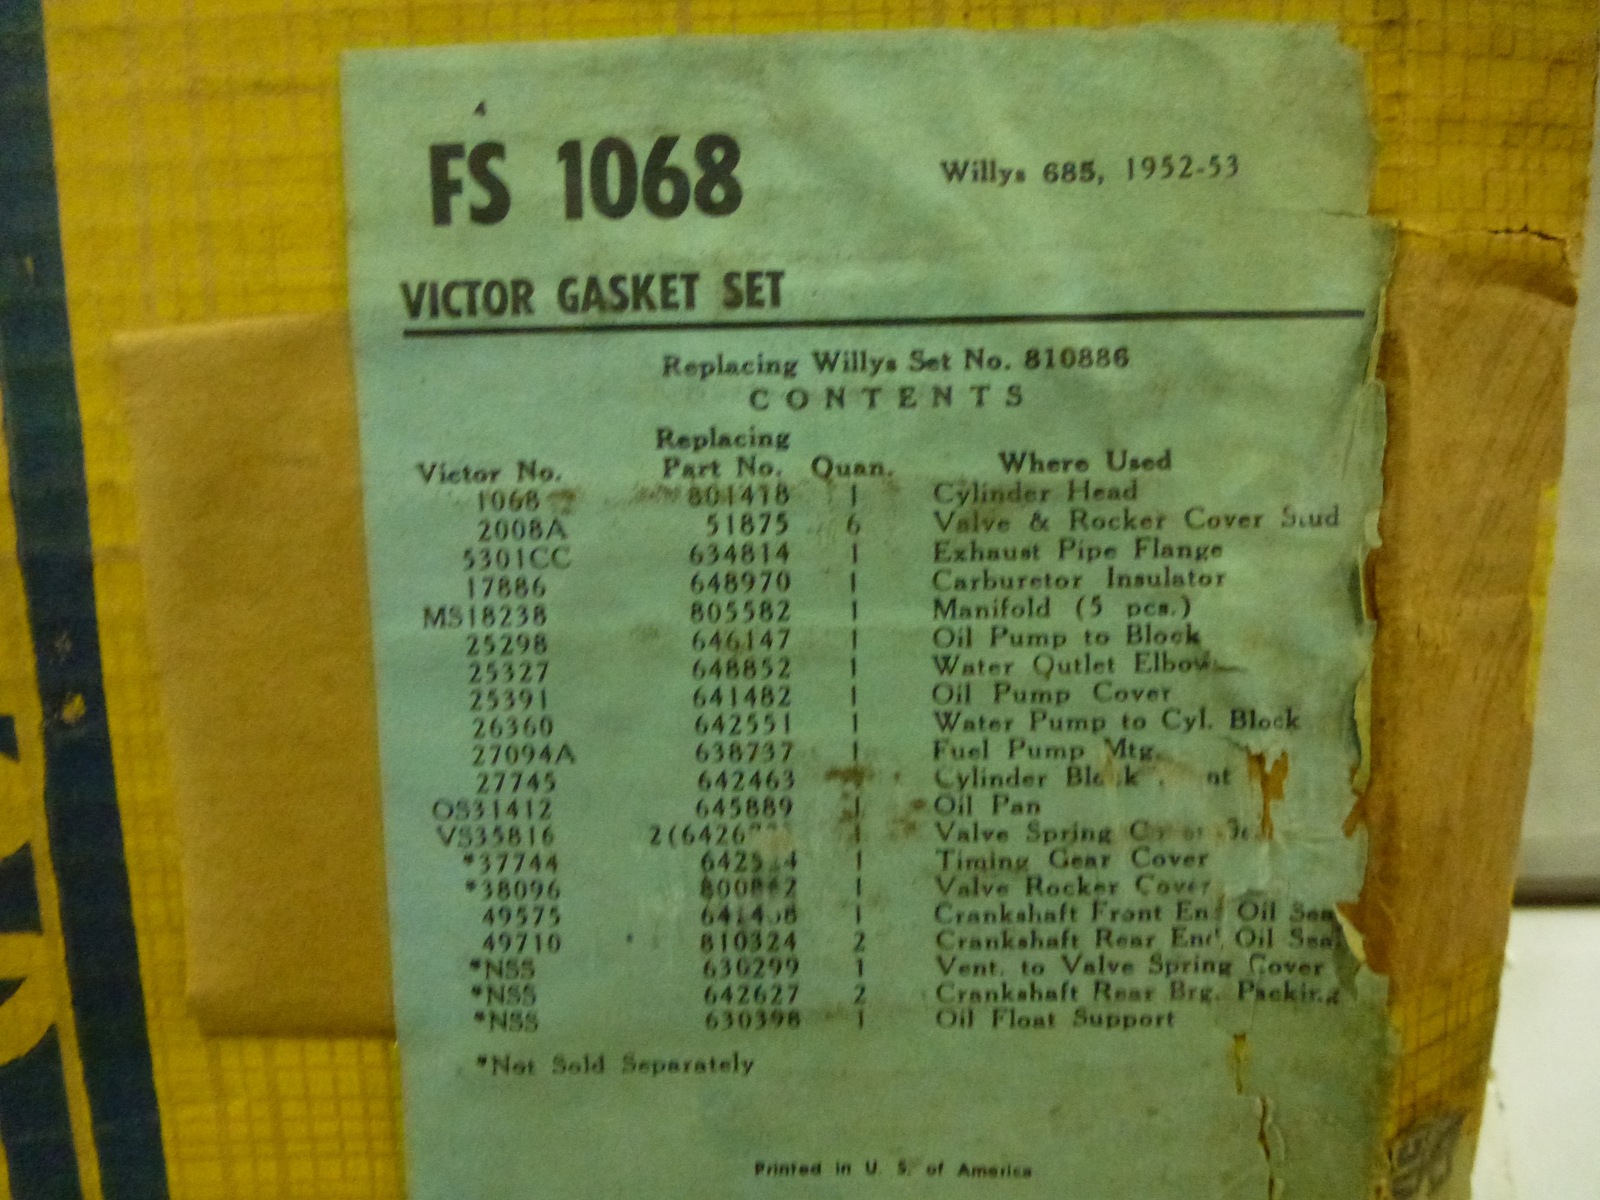 4
FS 1068 Willys 685, 1952-53
VICTOR GASKET SET
Replacing Willys Set No. 810886
CONTENTS
Replacing
Victor No. Part No. Quan. Where Used
1068 801418 1 Cylinder Head
2008A 51875 6 Valve & Rocker Cover Stud
5301CC 634814 1 Exhaust Pipe Flange
17886 648970 1 Carburetor Insulator
MS18238 805582 1 Manifold (5 pcs.)
25298 646147 1 Oil Pump to Block
25327 648852 1 Water Outlet Elbow
25391 641482 1 Oil Pump Cover
26360 642551 1 Water Pump to Cyl. Block
27094A 638737 1 Fuel Pump Mtg.
27745 642463 Cylinder
OS31412 645889 1 Oil Pan
VS35816 1 Valve Spring
*37744 1 Timing Gear Cover
*38096 1 Valve Rocker Cover
49575 1 Crankshaft Front End Oil Seal
49710 810324 2 Crankshaft Rear End Oil Seal
*NSS 630299 1 Vent. to Valve Spring Cover
*NSS 642627 2 Crankshaft Rear Brg. Packing
*NSS 630398 1 Oil Float Support
*Not Sold Separately
Printed in U. S. of America